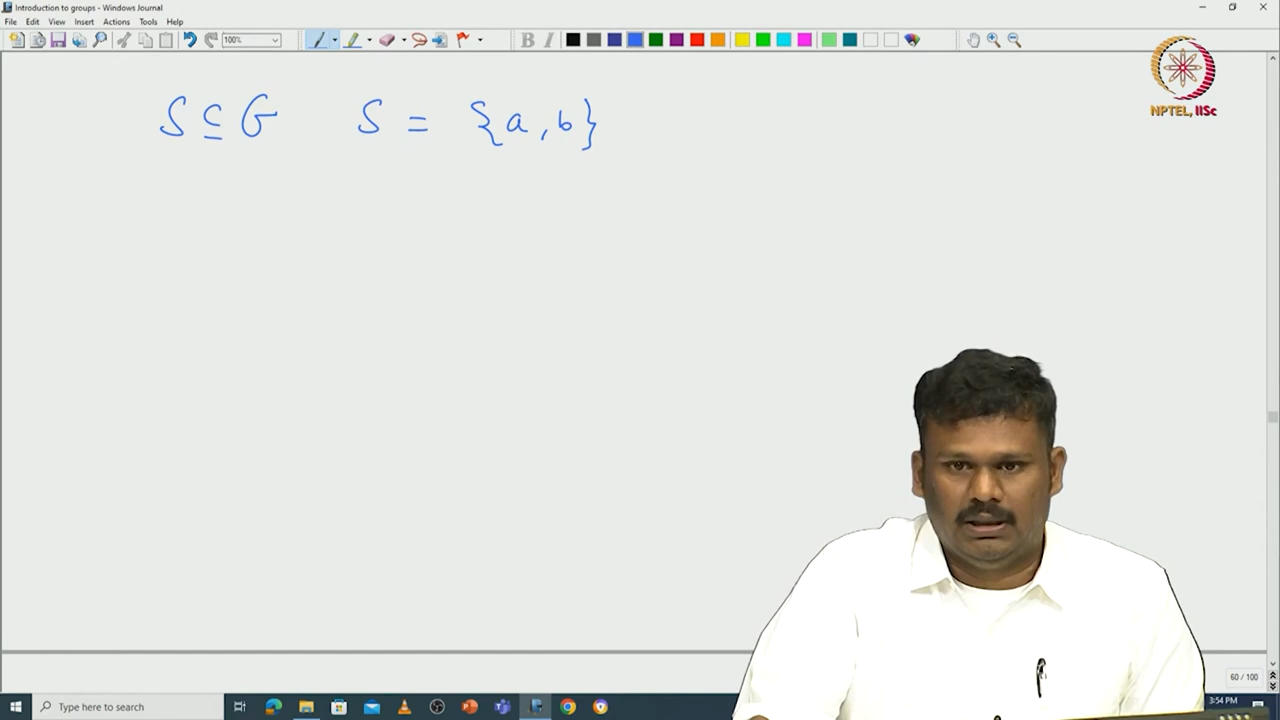 Introduction to groups - Windows Journal
File Edit View Insert Actions Tools Help
100%
B I
S ⊆ G S = {a, b}
NPTEL, IISc
60 / 100
Type here to search
3:54 PM